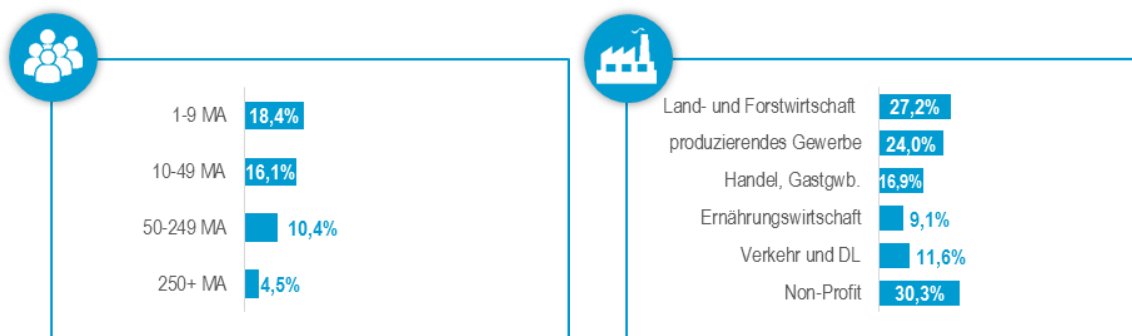 1-9 MA 18,4%
10-49 MA 16,1%
50-249 MA 10,4%
250+ MA 4,5%
Land- und Forstwirtschaft 27,2%
produzierendes Gewerbe 24,0%
Handel, Gastgwb. 16,9%
Ernährungswirtschaft 9,1%
Verkehr und DL 11,6%
Non-Profit 30,3%